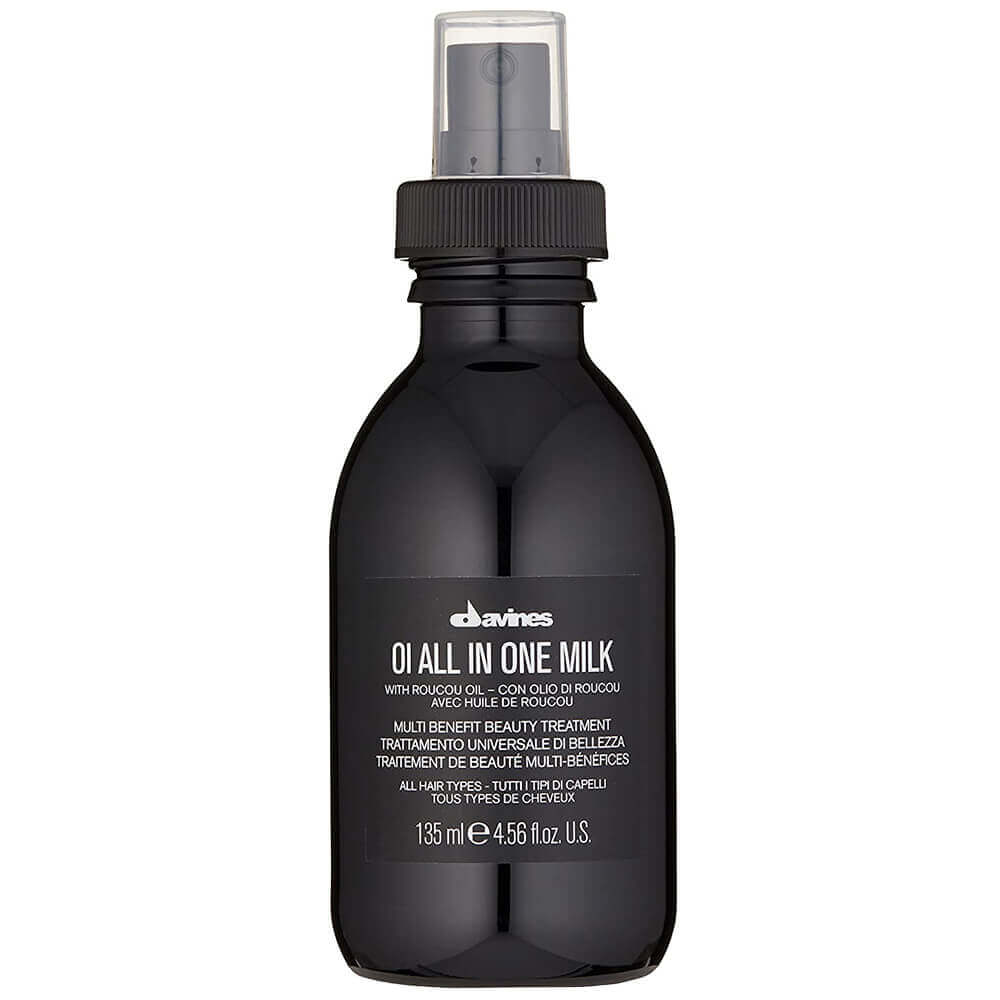 davines
OI ALL IN ONE MILK
WITH ROUCOU OIL – CON OLIO DI ROUCOU
AVEC HUILE DE ROUCOU
MULTI BENEFIT BEAUTY TREATMENT
TRATTAMENTO UNIVERSALE DI BELLEZZA
TRAITEMENT DE BEAUTÉ MULTI-BÉNÉFICES
ALL HAIR TYPES - TUTTI I TIPI DI CAPELLI
TOUS TYPES DE CHEVEUX
135 ml ℮ 4.56 fl.oz. U.S.